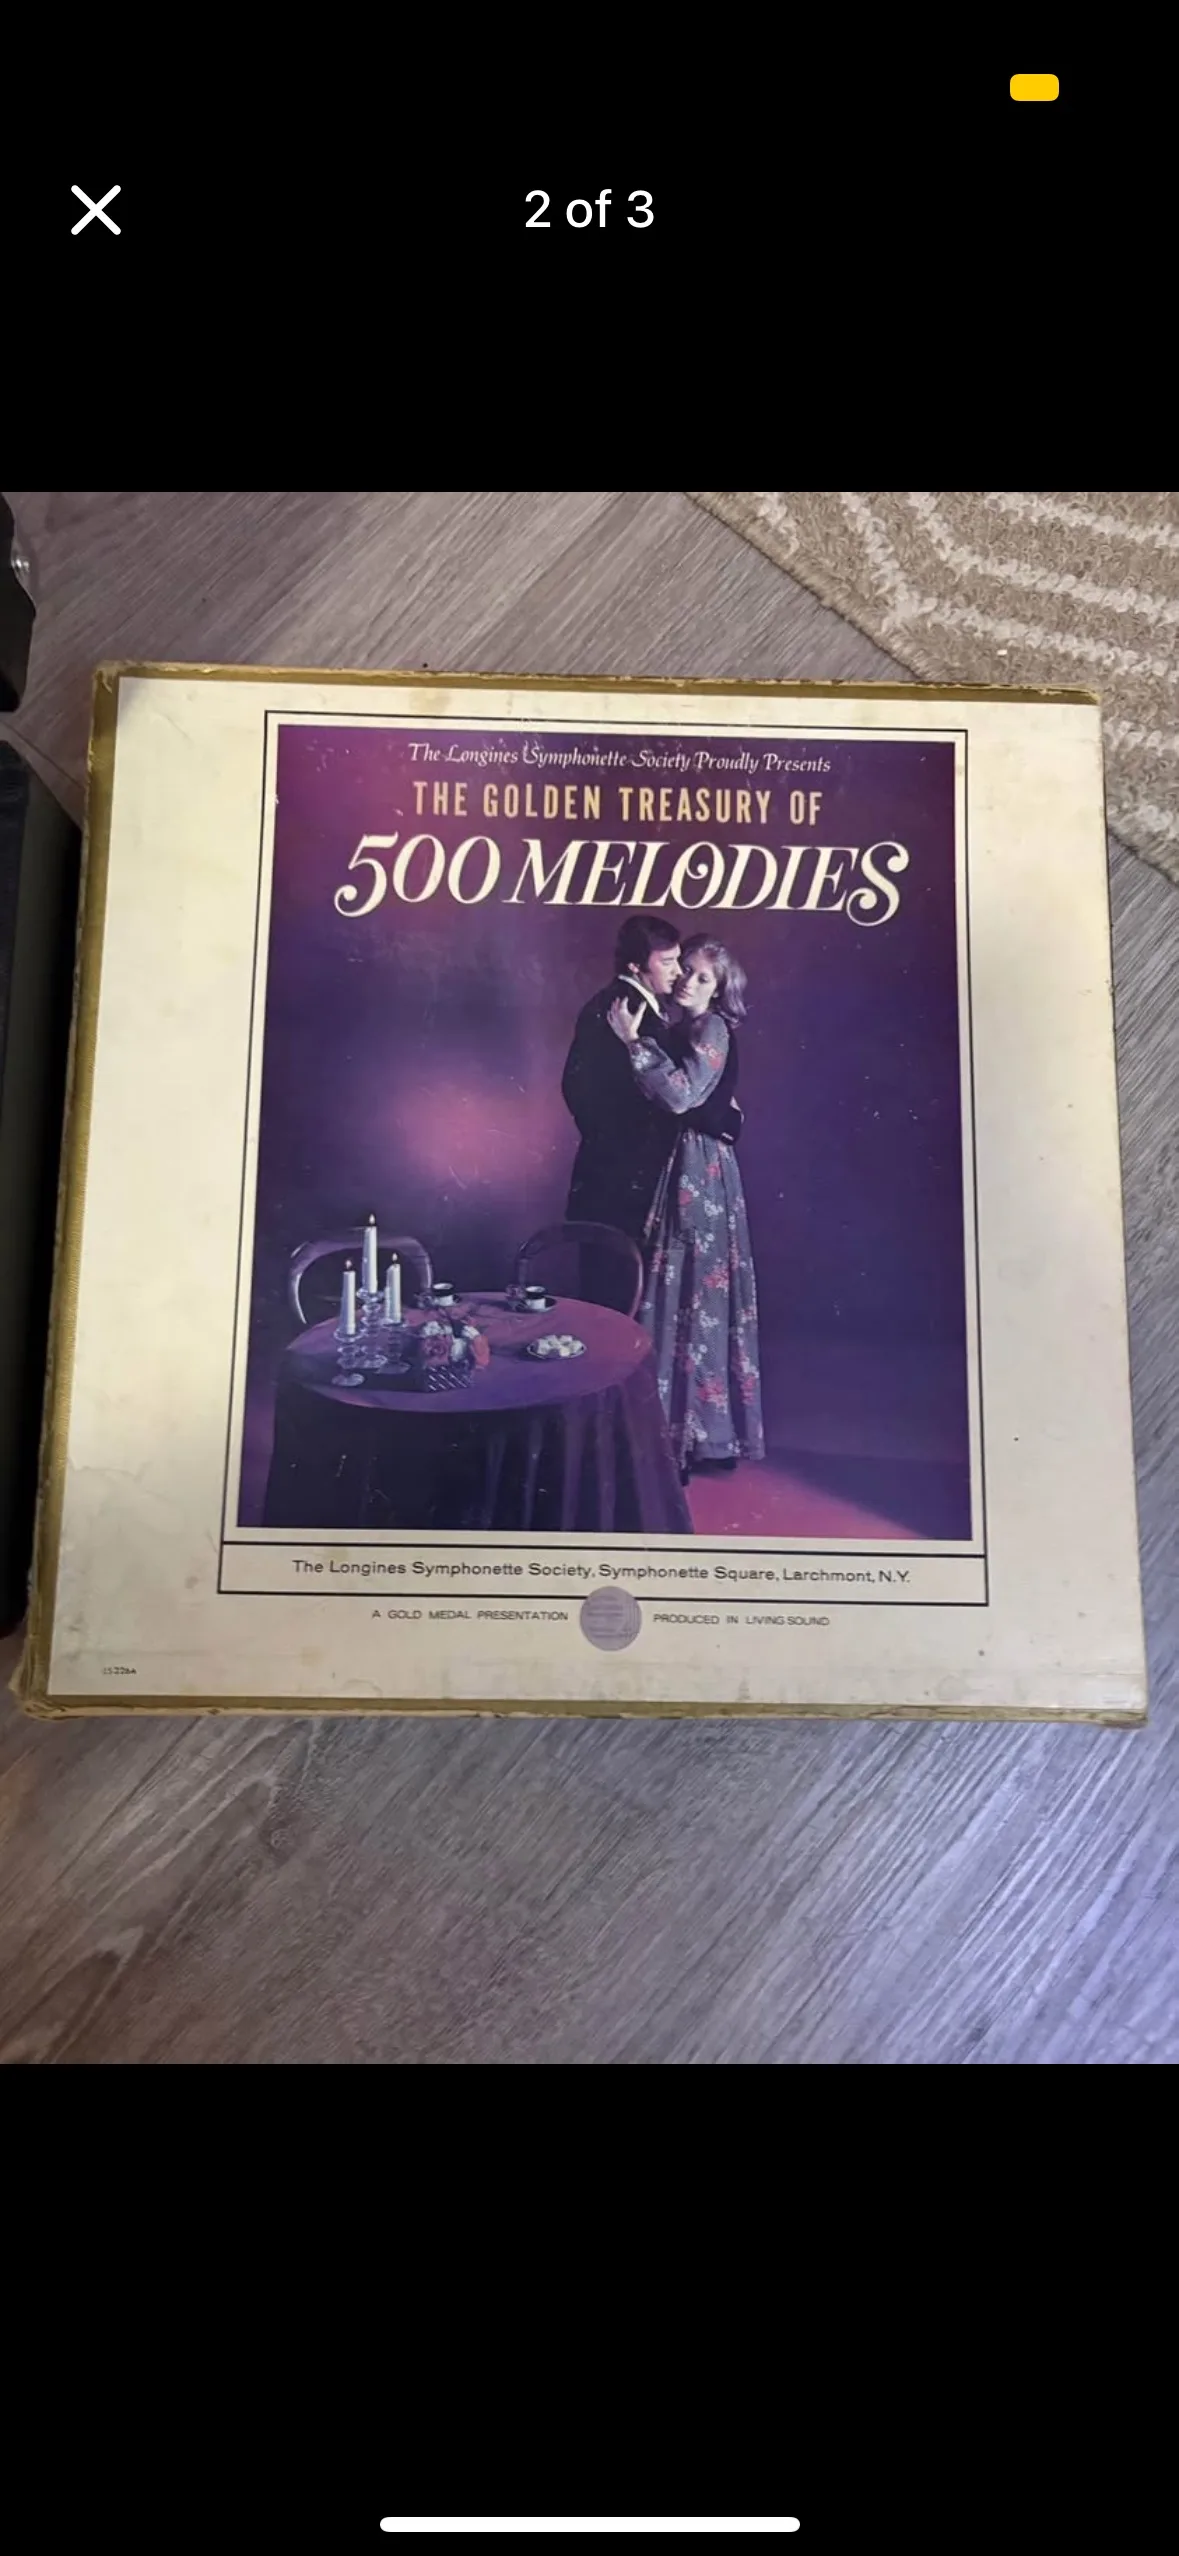 2 of 3
The Longines Symphonette Society Proudly Presents
THE GOLDEN TREASURY OF
500 MELODIES
The Longines Symphonette Society, Symphonette Square, Larchmont, N.Y.
A GOLD MEDAL PRESENTATION PRODUCED IN LIVING SOUND